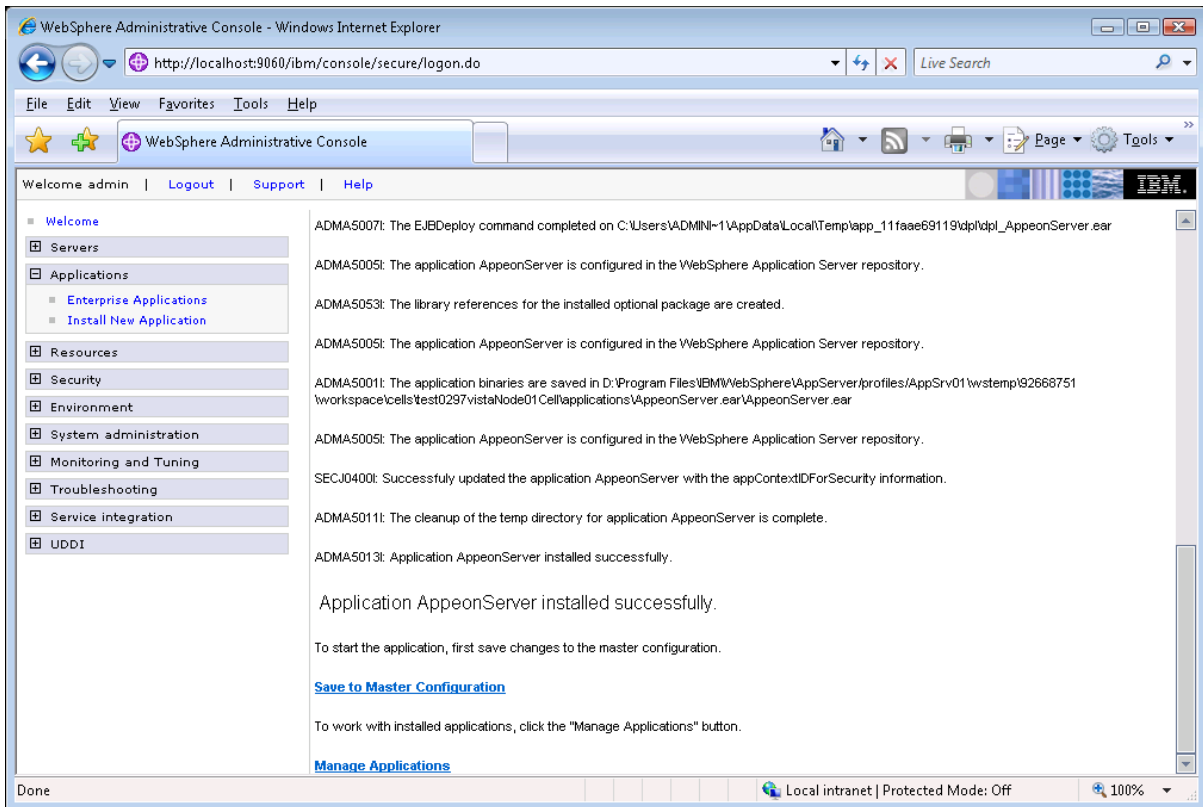 WebSphere Administrative Console - Windows Internet Explorer
http://localhost:9060/ibm/console/secure/logon.do
Live Search
File Edit View Favorites Tools Help
WebSphere Administrative Console
Page Tools
Welcome admin | Logout | Support | Help
IBM.
Welcome
Servers
Applications
Enterprise Applications
Install New Application
Resources
Security
Environment
System administration
Monitoring and Tuning
Troubleshooting
Service integration
UDDI
ADMA5007I: The EJBDeploy command completed on C:\Users\ADMINI~1\AppData\Local\Temp\app_11faae69119\dpl\dpl_AppeonServer.ear
ADMA5005I: The application AppeonServer is configured in the WebSphere Application Server repository.
ADMA5053I: The library references for the installed optional package are created.
ADMA5005I: The application AppeonServer is configured in the WebSphere Application Server repository.
ADMA5001I: The application binaries are saved in D:\Program Files\IBM\WebSphere\AppServer/profiles/AppSrv01\wstemp\92668751
\workspace\cells\test0297vistaNode01Cell\applications\AppeonServer.ear\AppeonServer.ear
ADMA5005I: The application AppeonServer is configured in the WebSphere Application Server repository.
SECJ0400I: Successfuly updated the application AppeonServer with the appContextIDForSecurity information.
ADMA5011I: The cleanup of the temp directory for application AppeonServer is complete.
ADMA5013I: Application AppeonServer installed successfully.
Application AppeonServer installed successfully.
To start the application, first save changes to the master configuration.
Save to Master Configuration
To work with installed applications, click the "Manage Applications" button.
Manage Applications
Done
Local intranet | Protected Mode: Off
100%